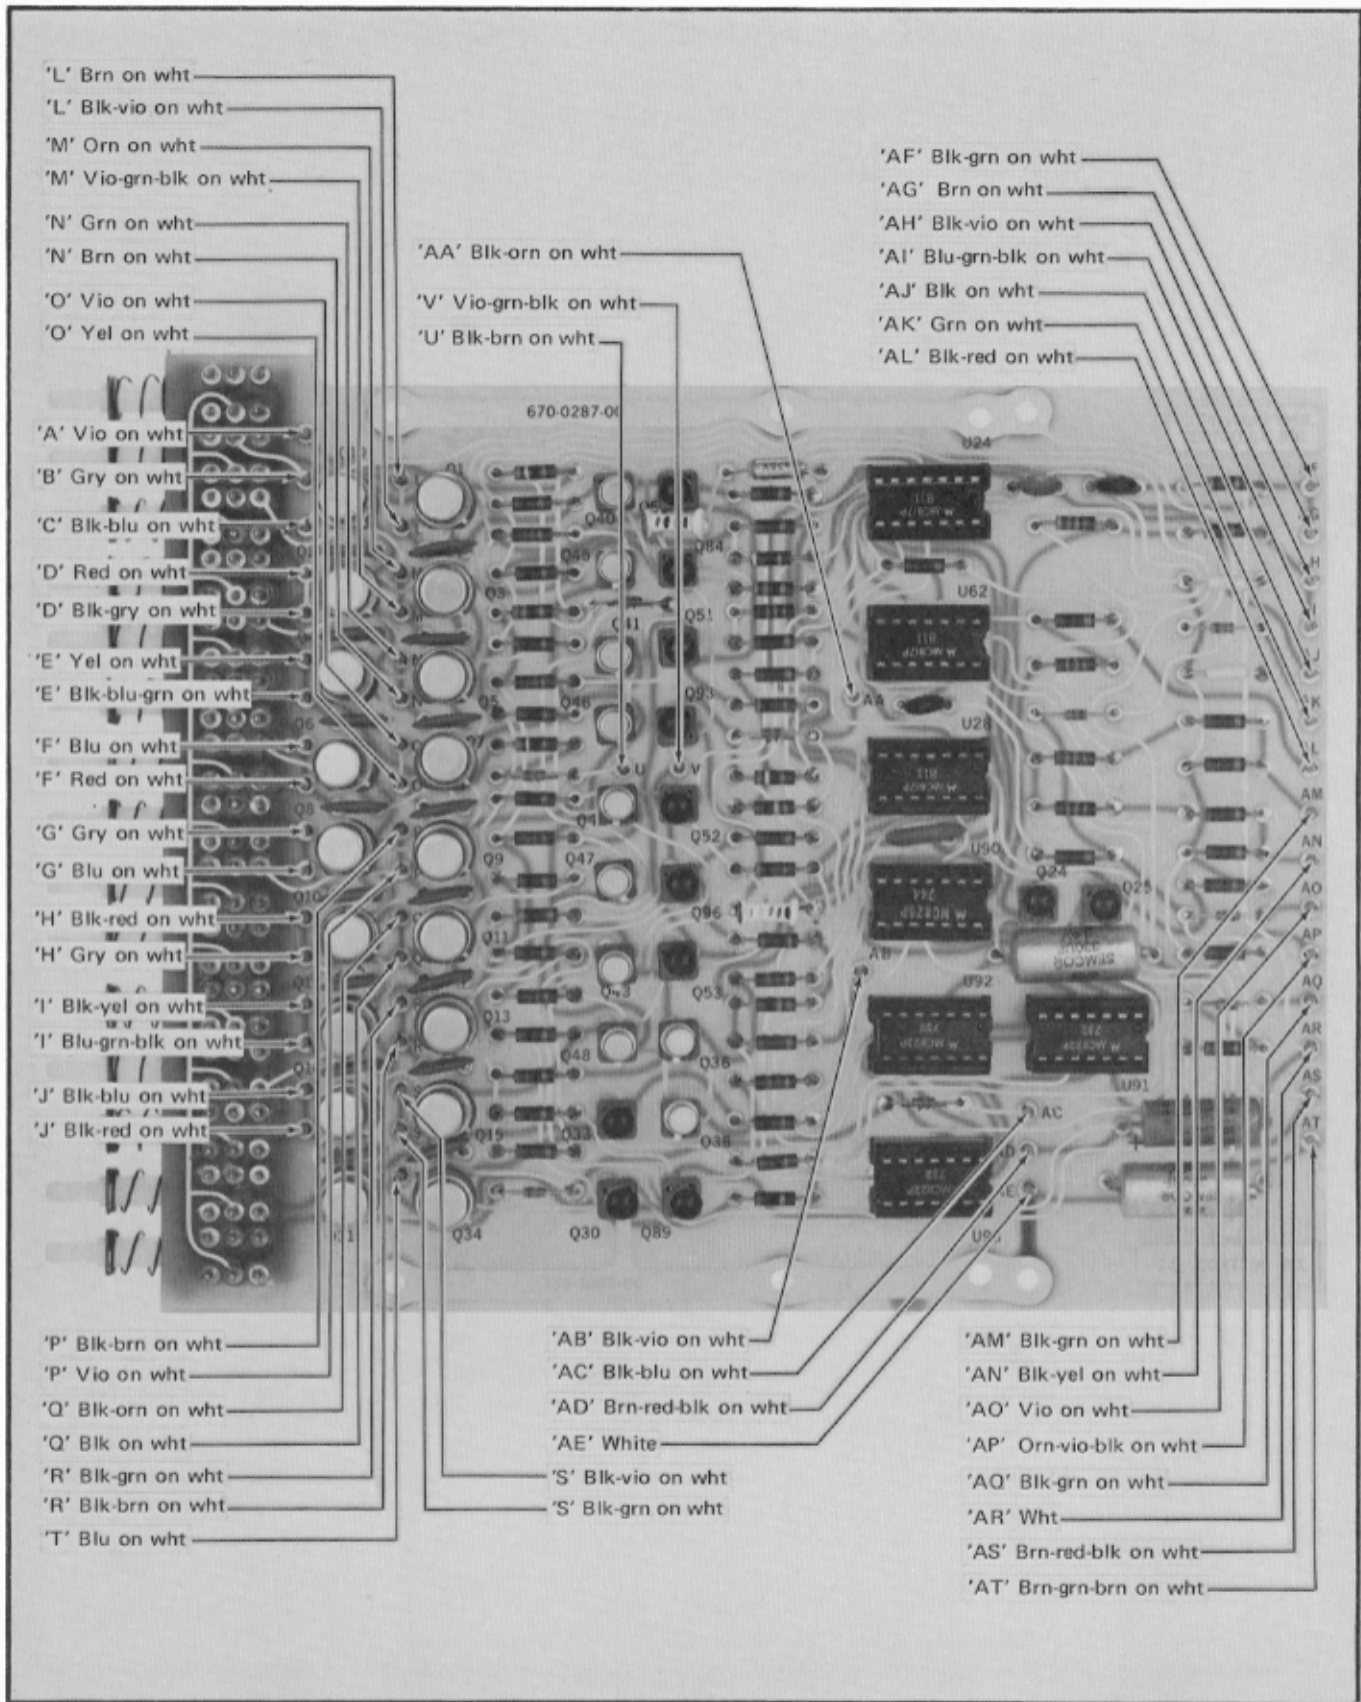 'L' Brn on wht
'L' Blk-vio on wht
'M' Orn on wht
'M' Vio-grn-blk on wht
'N' Grn on wht
'N' Brn on wht
'O' Vio on wht
'O' Yel on wht
'AA' Blk-orn on wht
'V' Vio-grn-blk on wht
'U' Blk-brn on wht
'AF' Blk-grn on wht
'AG' Brn on wht
'AH' Blk-vio on wht
'AI' Blu-grn-blk on wht
'AJ' Blk on wht
'AK' Grn on wht
'AL' Blk-red on wht
'A' Vio on wht
'B' Gry on wht
'C' Blk-blu on wht
'D' Red on wht
'D' Blk-gry on wht
'E' Yel on wht
'E' Blk-blu-grn on wht
'F' Blu on wht
'F' Red on wht
'G' Gry on wht
'G' Blu on wht
'H' Blk-red on wht
'H' Gry on wht
'I' Blk-yel on wht
'I' Blu-grn-blk on wht
'J' Blk-blu on wht
'J' Blk-red on wht
U24
Q84
U62
Q3
Q41
Q51
Q5
Q46
Q93
AA
U28
Q6
U
V
Q8
Q52
U90
Q9
Q47
Q24
Q25
Q96
Q11
AB
Q53
U92
Q13
Q48
Q36
U91
Q15
Q38
AC
Q34
Q30
Q89
H
I
J
K
L
AM
AN
AO
AP
AQ
AR
AS
AT
'P' Blk-brn on wht
'P' Vio on wht
'Q' Blk-orn on wht
'Q' Blk on wht
'R' Blk-grn on wht
'R' Blk-brn on wht
'T' Blu on wht
'AB' Blk-vio on wht
'AC' Blk-blu on wht
'AD' Brn-red-blk on wht
'AE' White
'S' Blk-vio on wht
'S' Blk-grn on wht
'AM' Blk-grn on wht
'AN' Blk-yel on wht
'AO' Vio on wht
'AP' Orn-vio-blk on wht
'AQ' Blk-grn on wht
'AR' Wht
'AS' Brn-red-blk on wht
'AT' Brn-grn-brn on wht